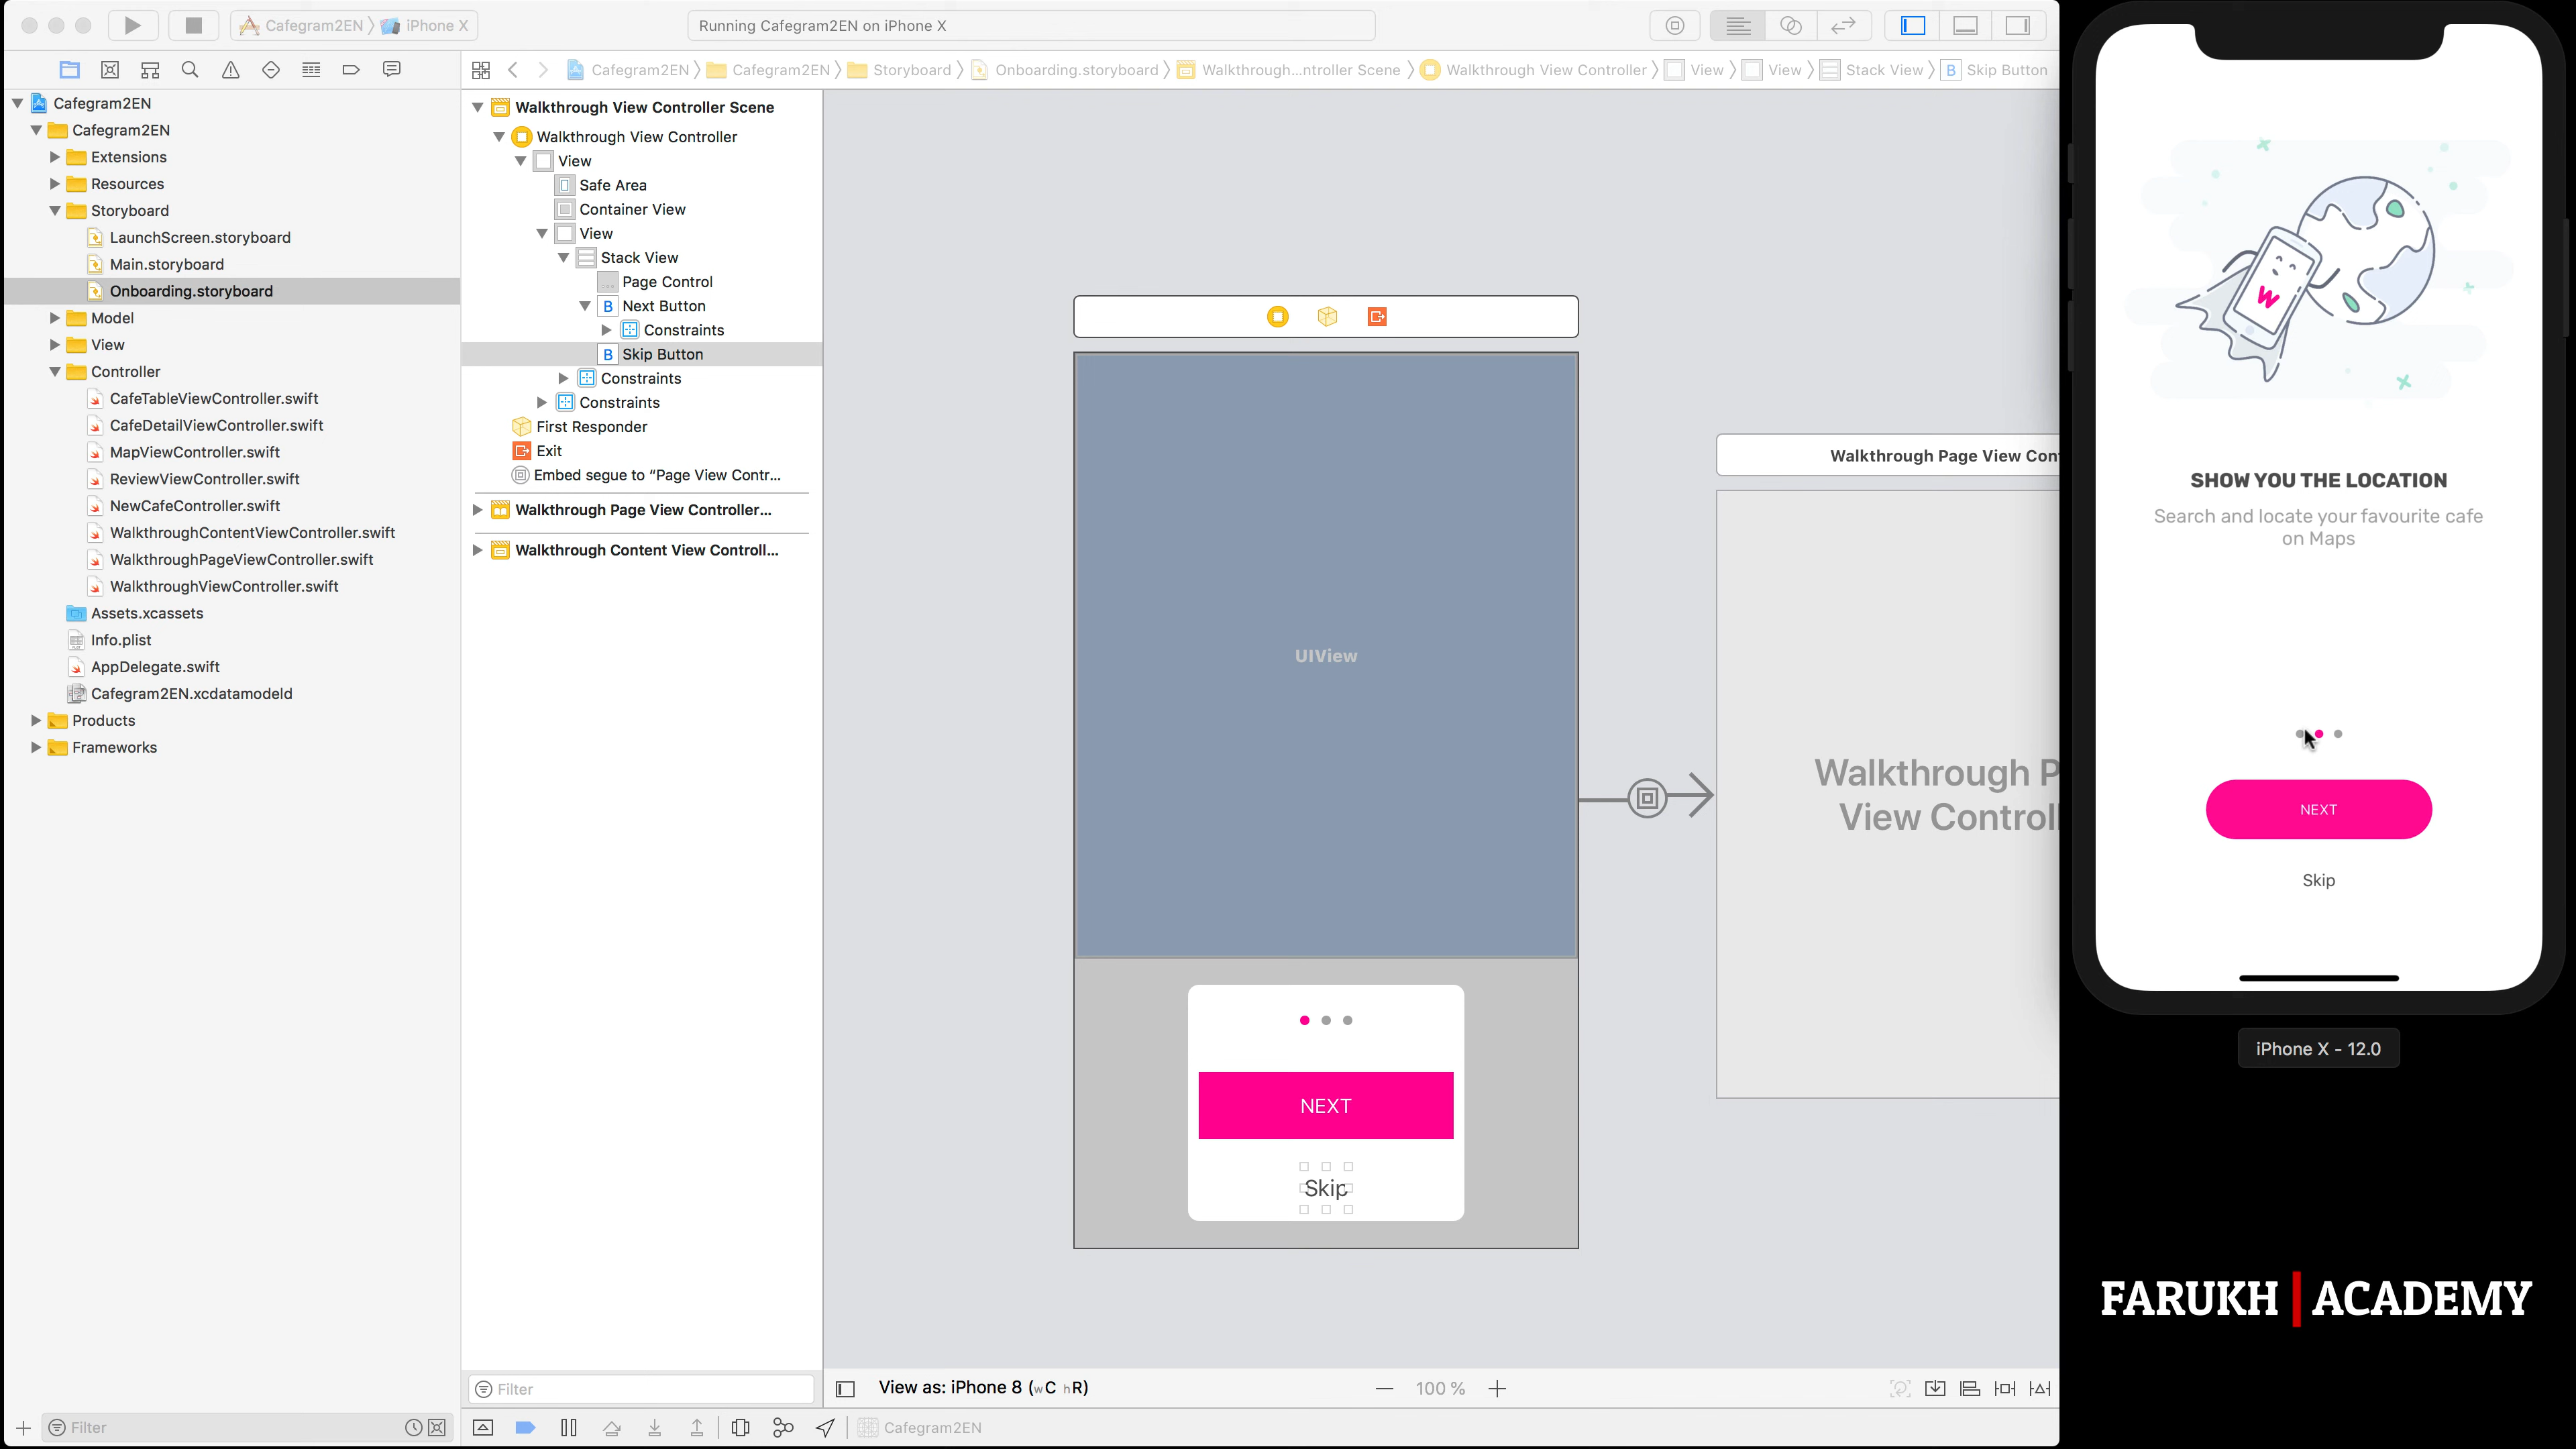 Cafegram2EN
iPhone X
Running Cafegram2EN on iPhone X
Cafegram2EN
Cafegram2EN
Storyboard
Onboarding.storyboard
Walkthrough...ntroller Scene
Walkthrough View Controller
View
View
Stack View
B Skip Button
Cafegram2EN
Cafegram2EN
Extensions
Resources
Storyboard
LaunchScreen.storyboard
Main.storyboard
Onboarding.storyboard
Model
View
Controller
CafeTableViewController.swift
CafeDetailViewController.swift
MapViewController.swift
ReviewViewController.swift
NewCafeController.swift
WalkthroughContentViewController.swift
WalkthroughPageViewController.swift
WalkthroughViewController.swift
Assets.xcassets
Info.plist
AppDelegate.swift
Cafegram2EN.xcdatamodeld
Products
Frameworks
Filter
Walkthrough View Controller Scene
Walkthrough View Controller
View
Safe Area
Container View
View
Stack View
Page Control
B Next Button
Constraints
B Skip Button
Constraints
Constraints
First Responder
Exit
Embed segue to “Page View Contr...
Walkthrough Page View Controller...
Walkthrough Content View Controll...
Filter
UIView
NEXT
Skip
Walkthrough Page View Con
Walkthrough P
View Control
View as: iPhone 8 (wC hR)
100 %
Cafegram2EN
SHOW YOU THE LOCATION
Search and locate your favourite cafe
on Maps
NEXT
Skip
iPhone X - 12.0
FARUKH | ACADEMY